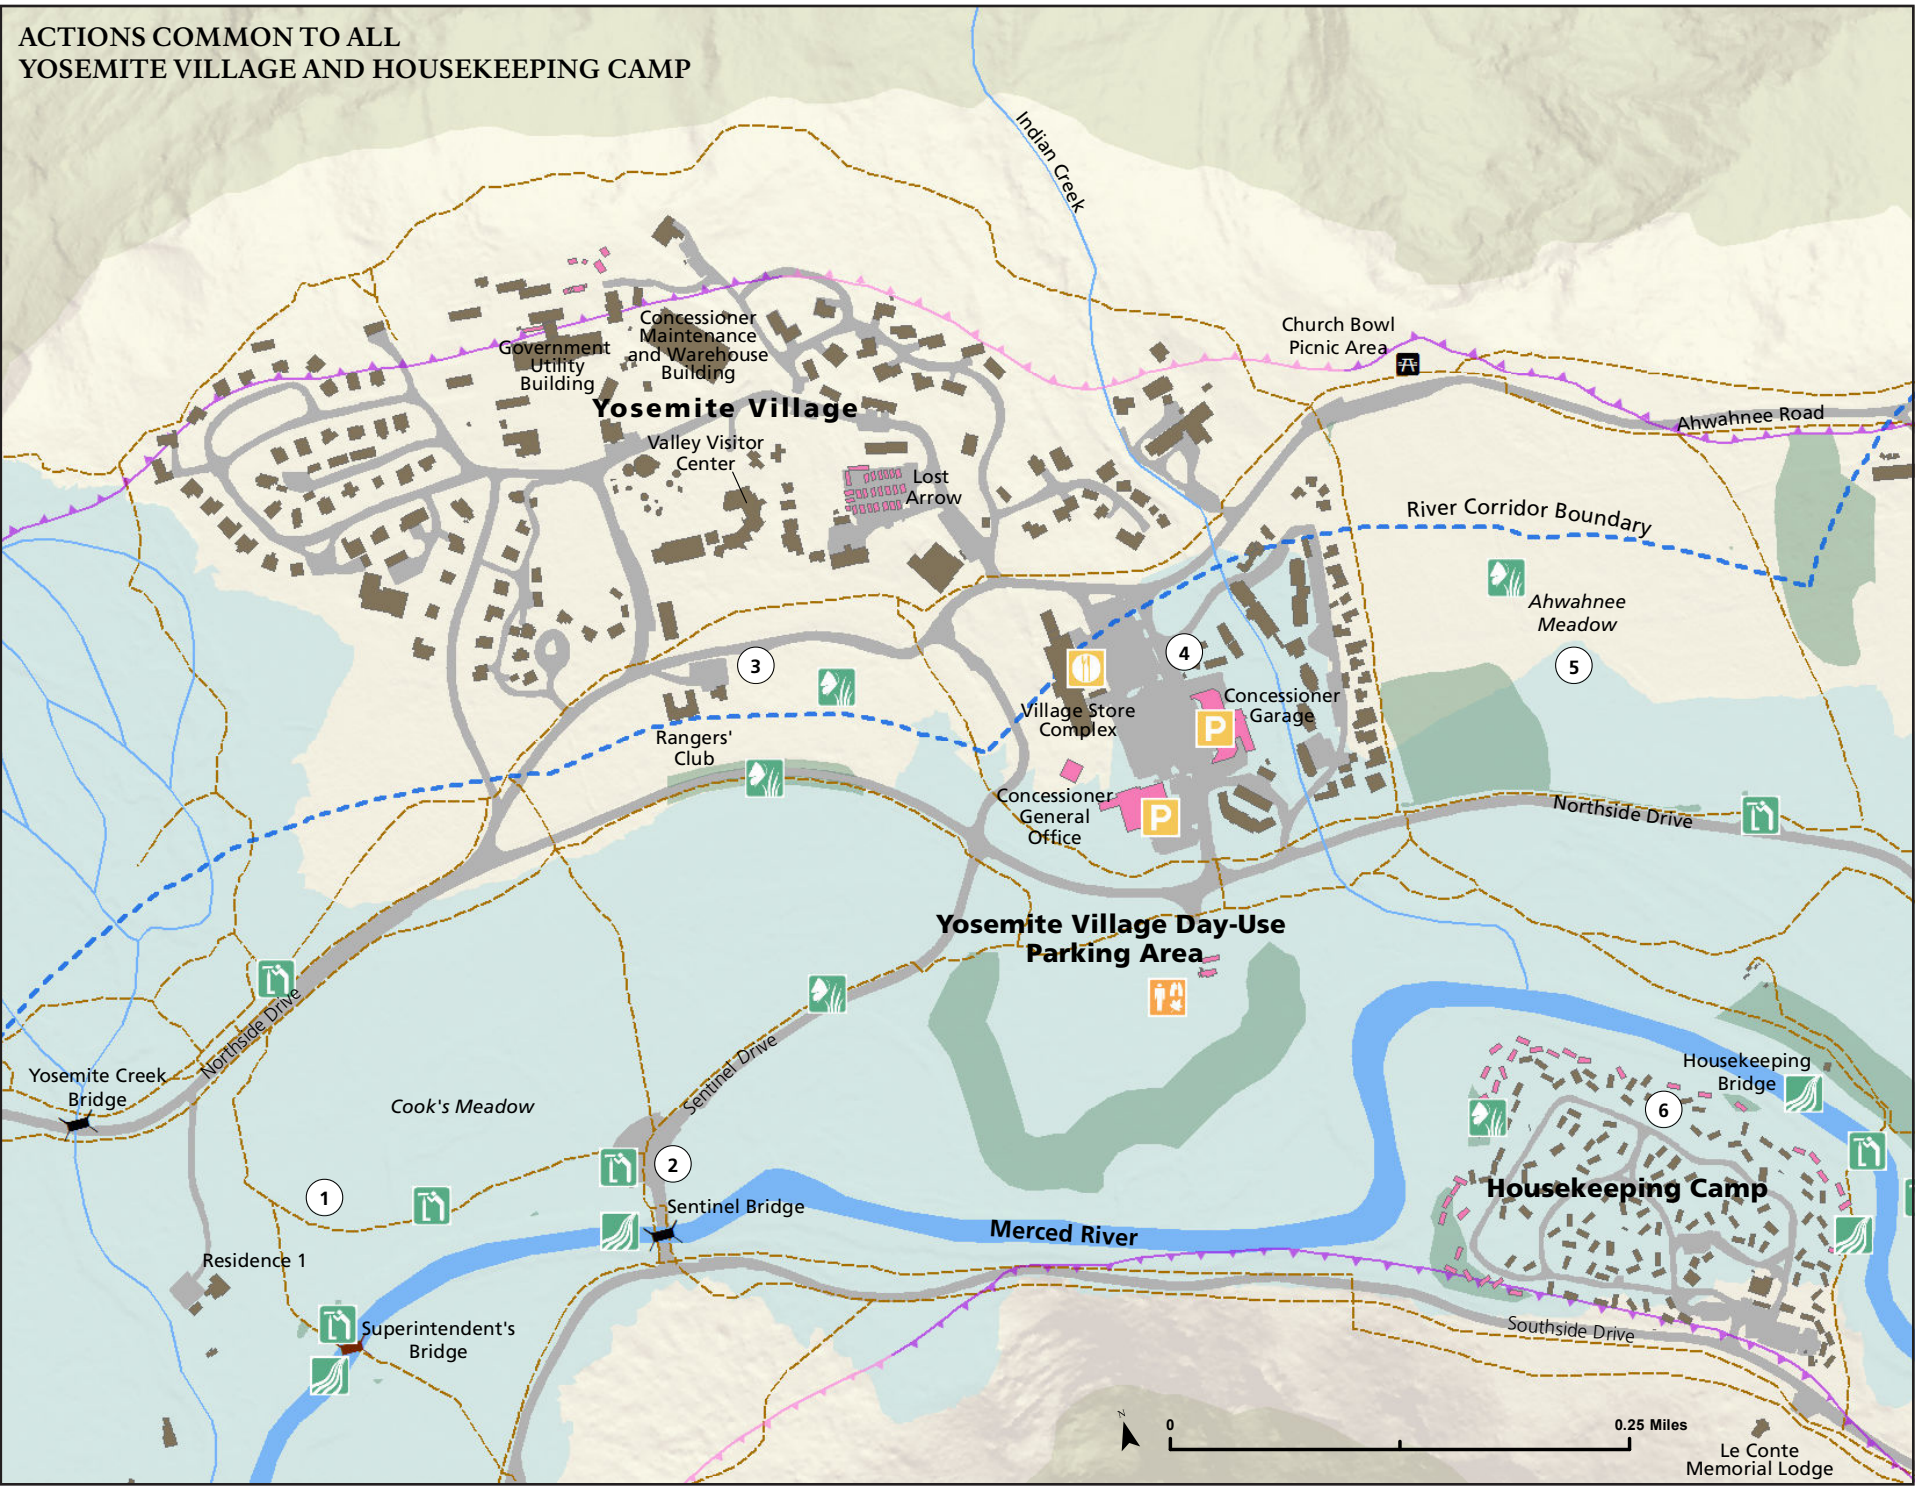 ACTIONS COMMON TO ALL
YOSEMITE VILLAGE AND HOUSEKEEPING CAMP
Indian Creek
Church Bowl
Picnic Area
Concessioner
Maintenance
and Warehouse
Building
Government
Utility
Building
Yosemite Village
Ahwahnee Road
Valley Visitor
Center
Lost
Arrow
River Corridor Boundary
Ahwahnee
Meadow
3
4
5
Village Store
Complex
Concessioner
Garage
P
Rangers'
Club
Concessioner
General
Office
P
Northside Drive
Yosemite Village Day-Use
Parking Area
Northside Drive
Yosemite Creek
Bridge
Cook's Meadow
Sentinel Drive
Housekeeping
Bridge
6
1
2
Sentinel Bridge
Housekeeping Camp
Merced River
Residence 1
Superintendent's
Bridge
Southside Drive
N
0
0.25 Miles
Le Conte
Memorial Lodge